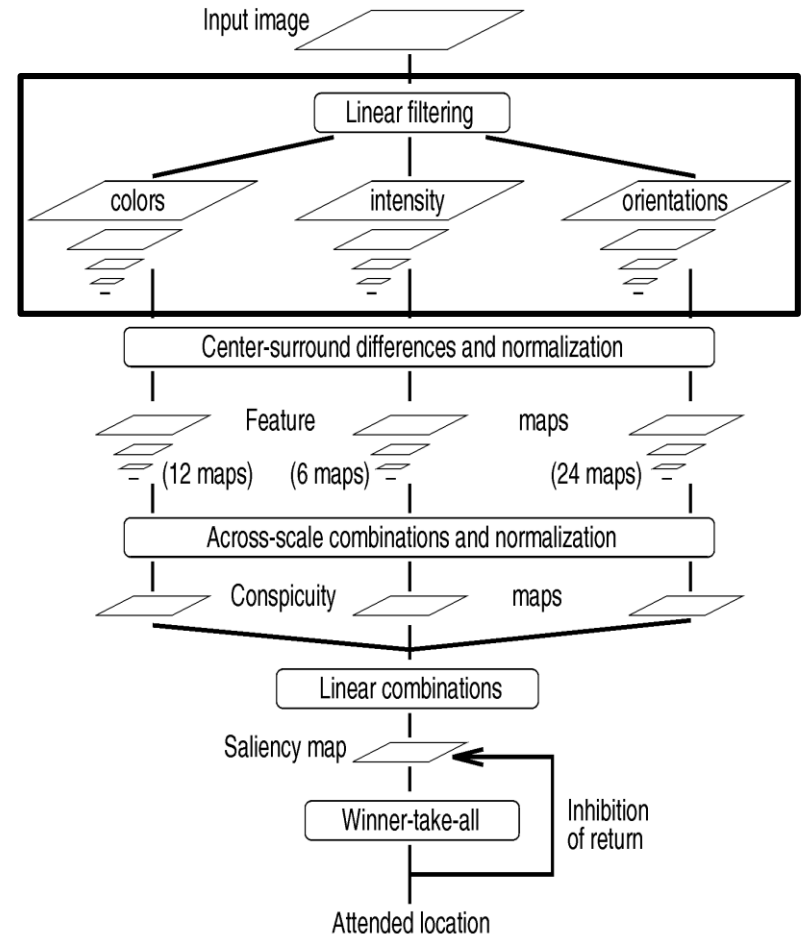 Input image
Linear filtering
colors intensity orientations
Center-surround differences and normalization
Feature maps
(12 maps) (6 maps) (24 maps)
Across-scale combinations and normalization
Conspicuity maps
Linear combinations
Saliency map
Winner-take-all
Inhibition
of return
Attended location